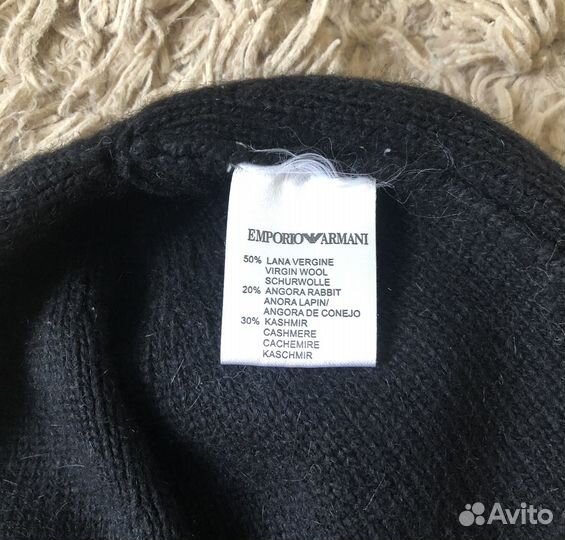 EMPORIO ARMANI
50% LANA VERGINE
VIRGIN WOOL
SCHURWOLLE
20% ANGORA RABBIT
ANORA LAPIN/
ANGORA DE CONEJO
30% KASHMIR
CASHMERE
CACHEMIRE
KASCHMIR
Avito